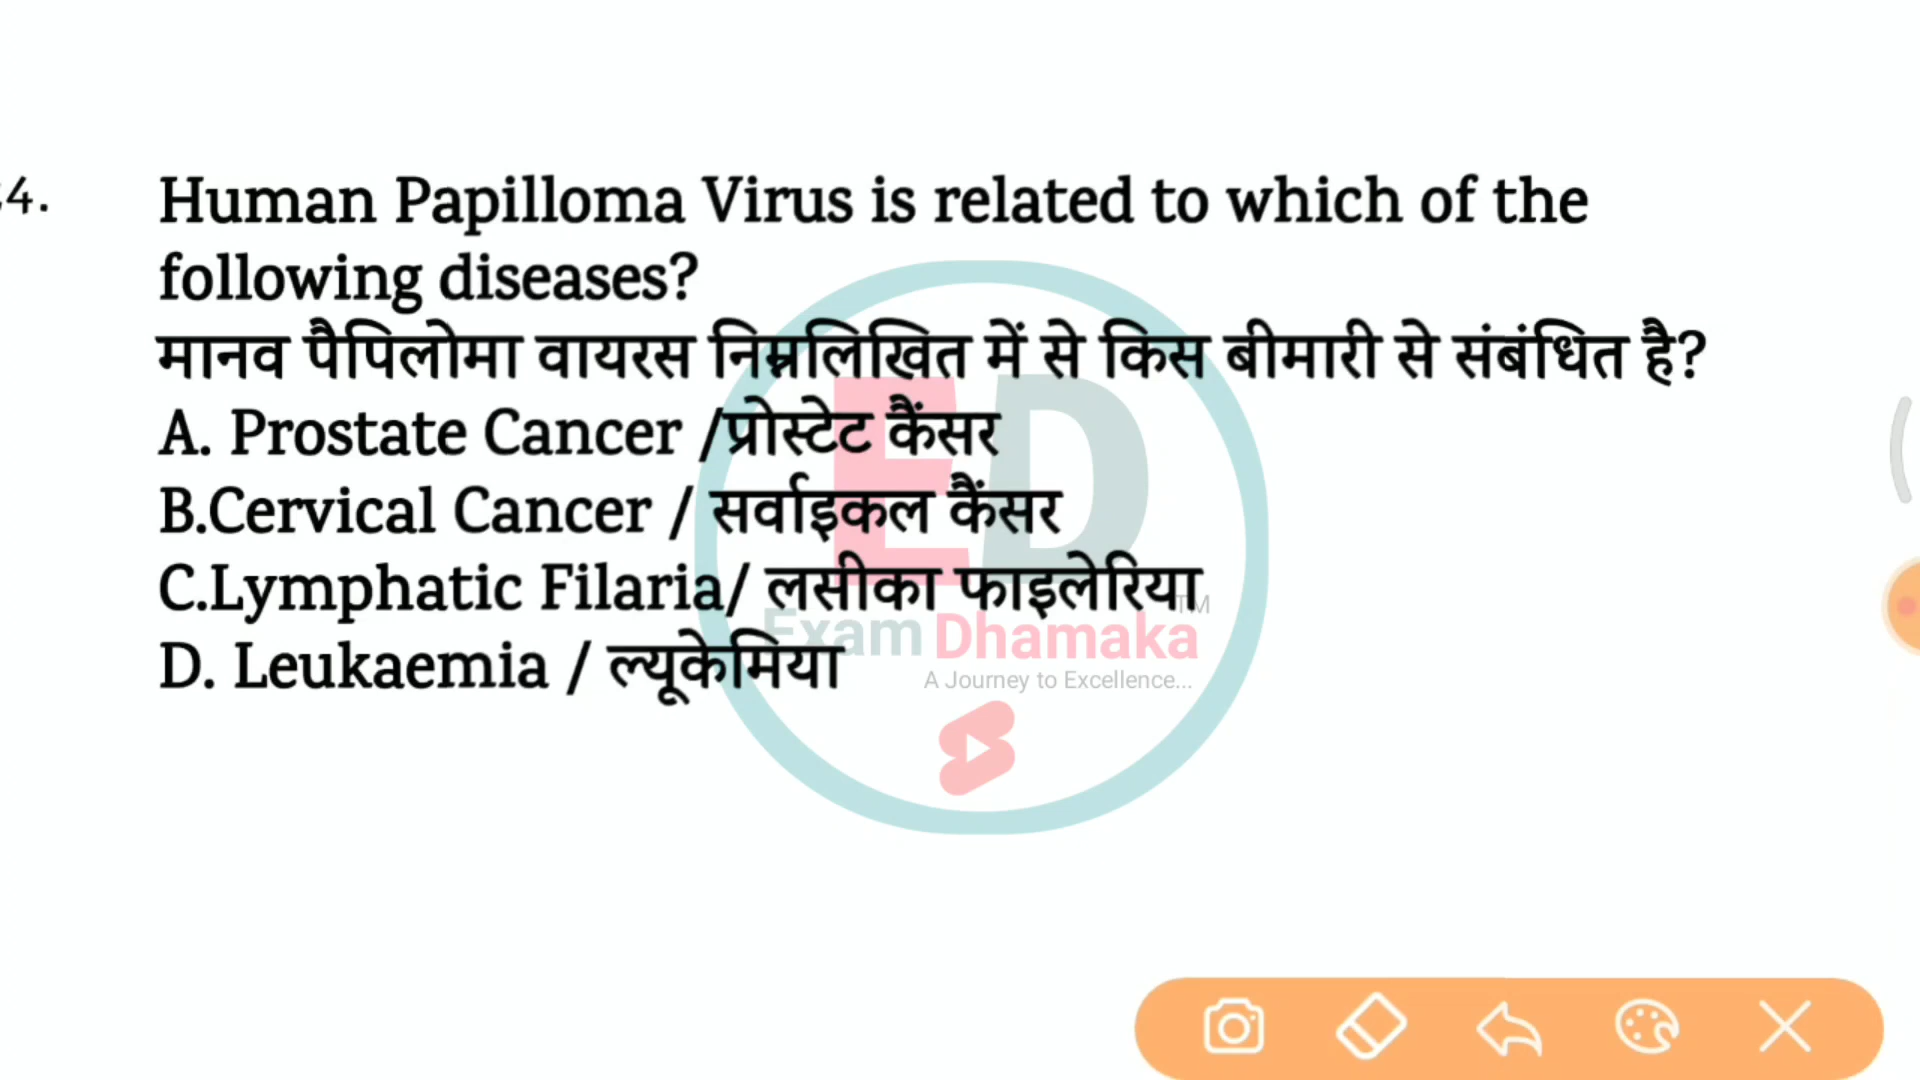 4.
Human Papilloma Virus is related to which of the
following diseases?
मानव पैपिलोमा वायरस निम्नलिखित में से किस बीमारी से संबंधित है?
A. Prostate Cancer /प्रोस्टेट कैंसर
B.Cervical Cancer / सर्वाइकल कैंसर
C.Lymphatic Filaria/ लसीका फाइलेरिया
D. Leukaemia / ल्यूकेमिया
ED
Exam Dhamaka TM
A Journey to Excellence...